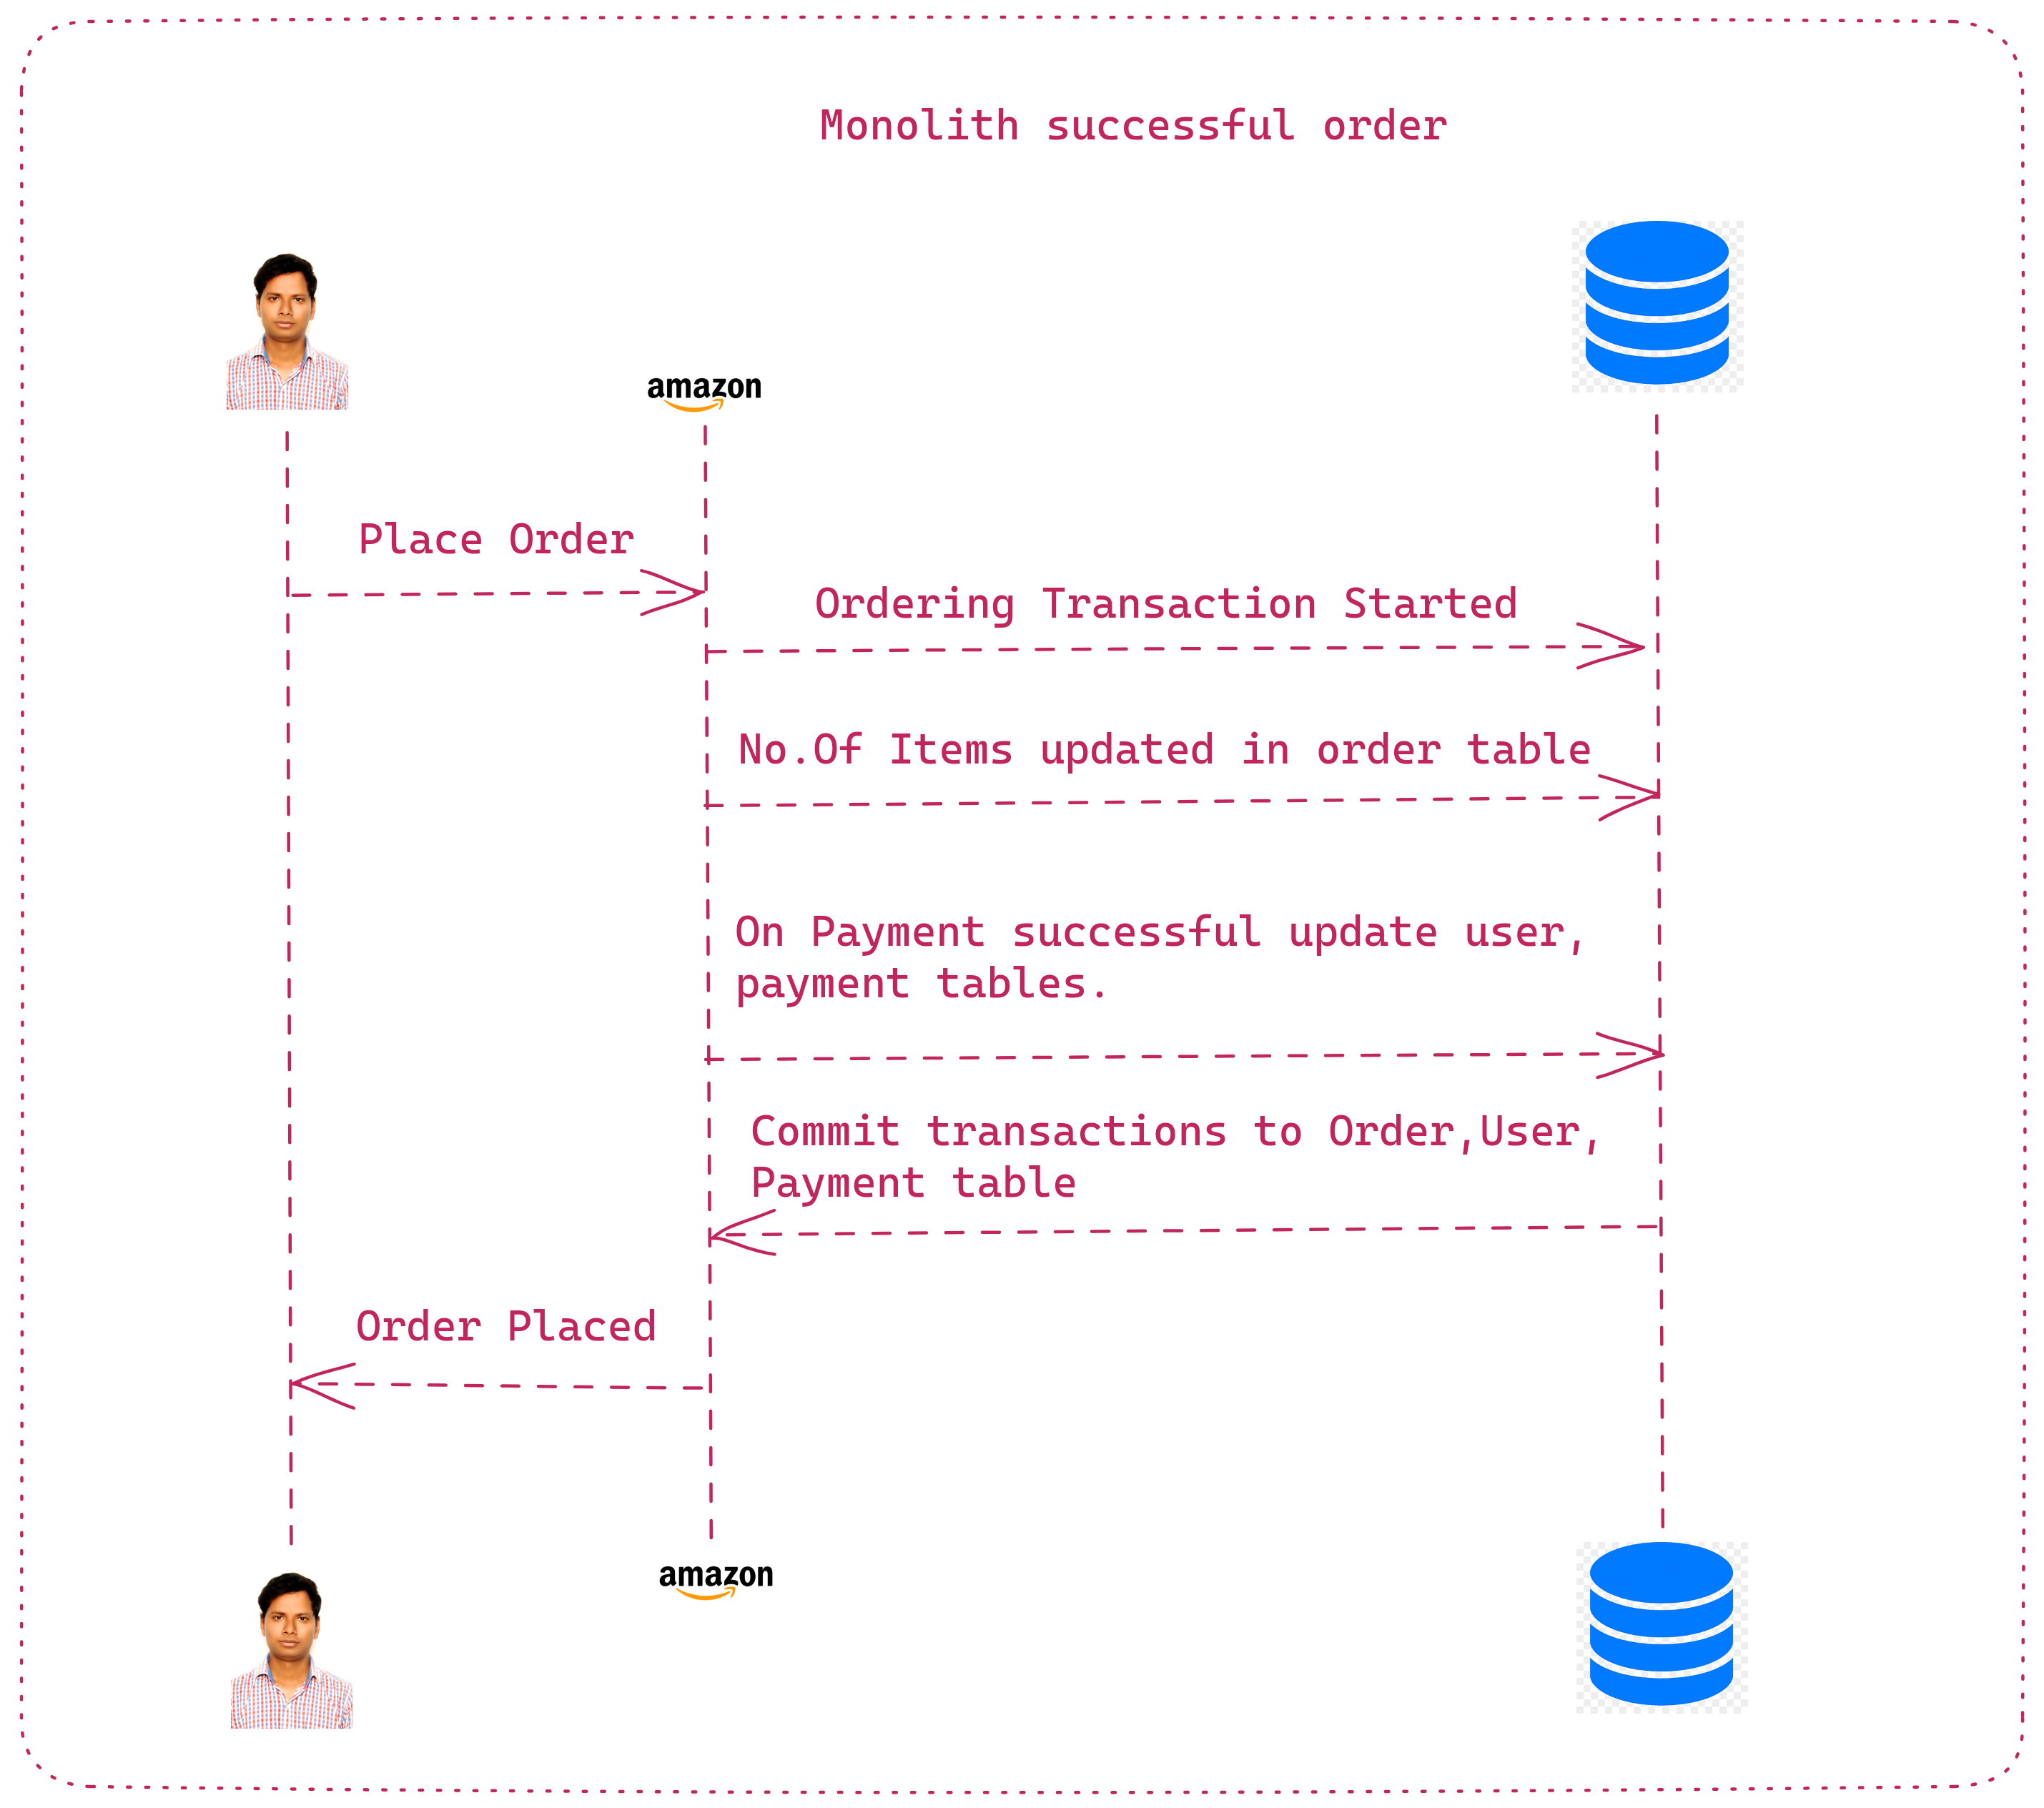 Monolith successful order
amazon
Place Order
Ordering Transaction Started
No.Of Items updated in order table
On Payment successful update user,
payment tables.
Commit transactions to Order,User,
Payment table
Order Placed
amazon